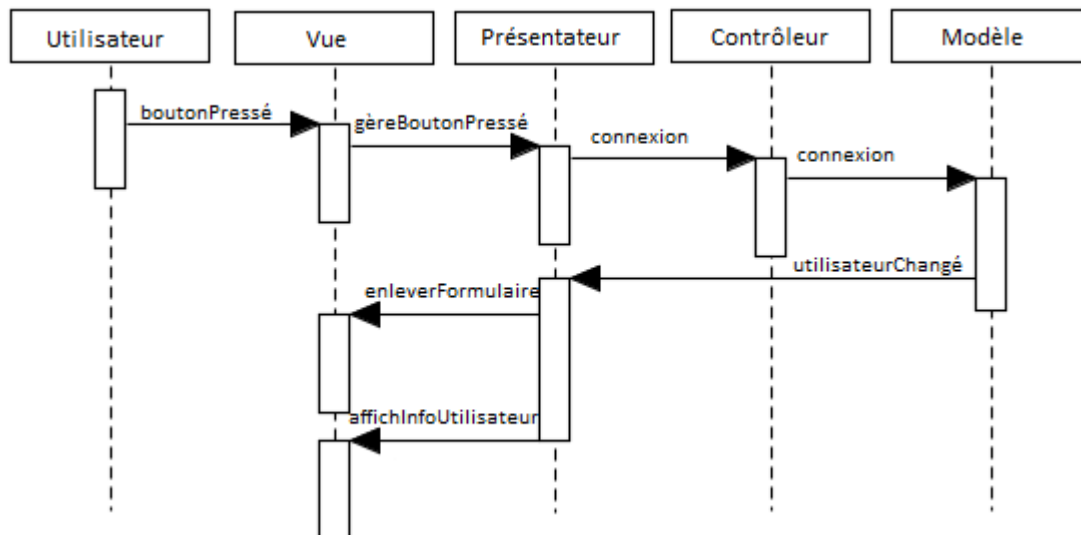 Utilisateur
Vue
Présentateur
Contrôleur
Modèle
boutonPressé
gèreBoutonPressé
connexion
connexion
utilisateurChangé
enleverFormulaire
affichInfoUtilisateur